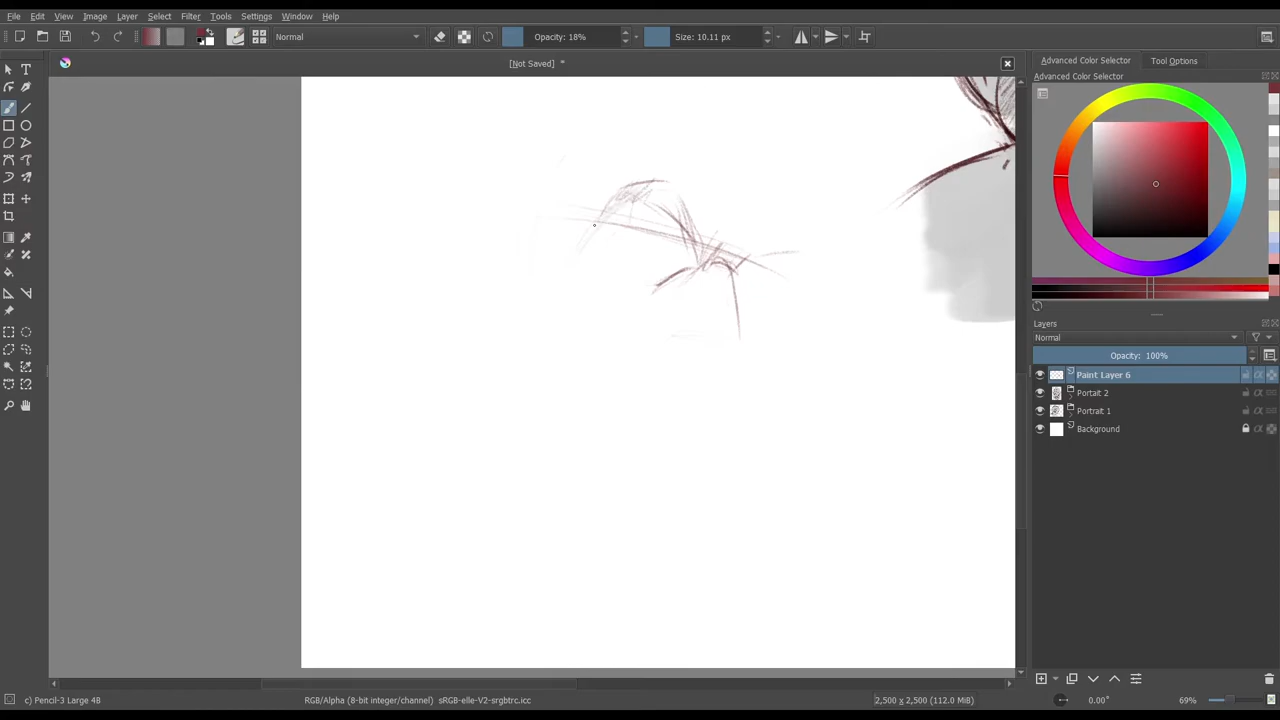 File Edit View Image Layer Select Filter Tools Settings Window Help
Normal Opacity: 18% Size: 10.11 px
[Not Saved] *
Advanced Color Selector Tool Options
Advanced Color Selector
Layers
Normal
Opacity: 100%
Paint Layer 6
Portait 2
Portrait 1
Background
c) Pencil-3 Large 4B RGB/Alpha (8-bit integer/channel) sRGB-elle-V2-srgbtrc.icc 2,500 x 2,500 (112.0 MiB) 0.00° 69%